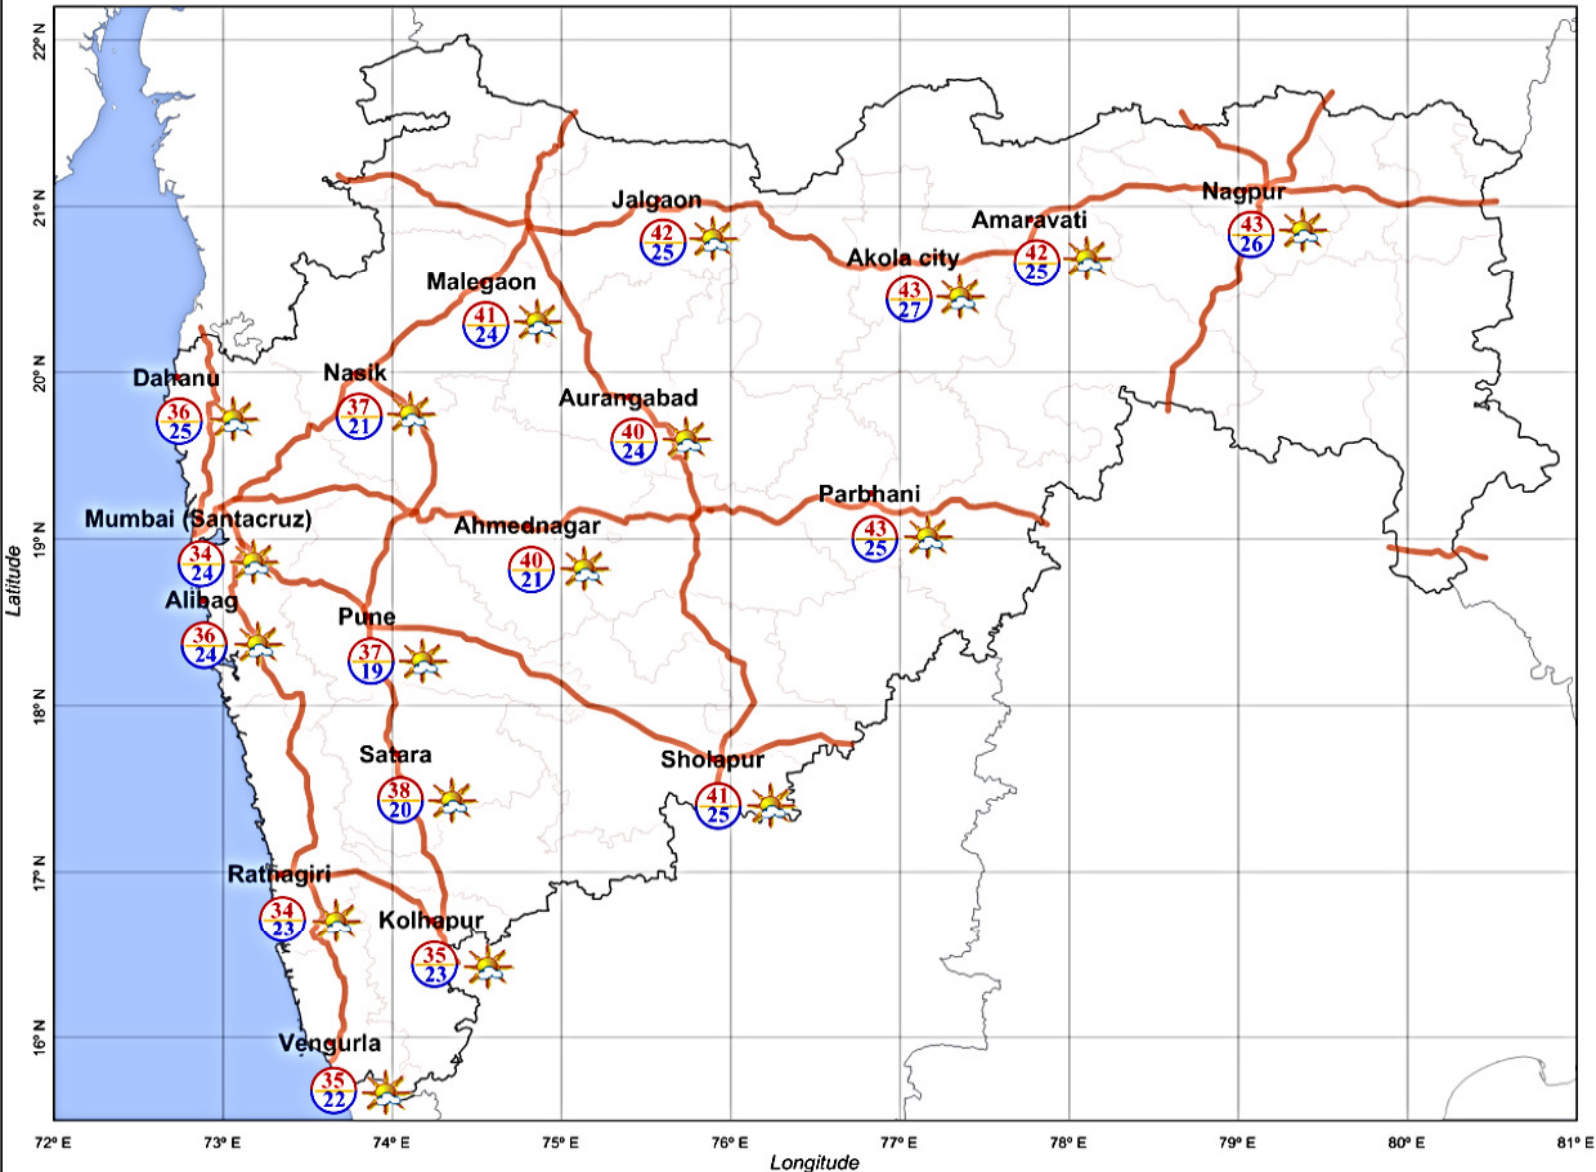 22° N
21° N
20° N
19° N
18° N
17° N
16° N
Latitude
Nagpur
43
26
Jalgaon
42
25
Amaravati
42
25
Akola city
43
27
Malegaon
41
24
Dahanu
36
25
Nasik
37
21
Aurangabad
40
24
Parbhani
43
25
Mumbai (Santacruz)
34
24
Ahmednagar
40
21
Alibag
36
24
Pune
37
19
Satara
38
20
Sholapur
41
25
Ratnagiri
34
23
Kolhapur
35
23
Vengurla
35
22
72° E 73° E 74° E 75° E 76° E 77° E 78° E 79° E 80° E 81° E
Longitude